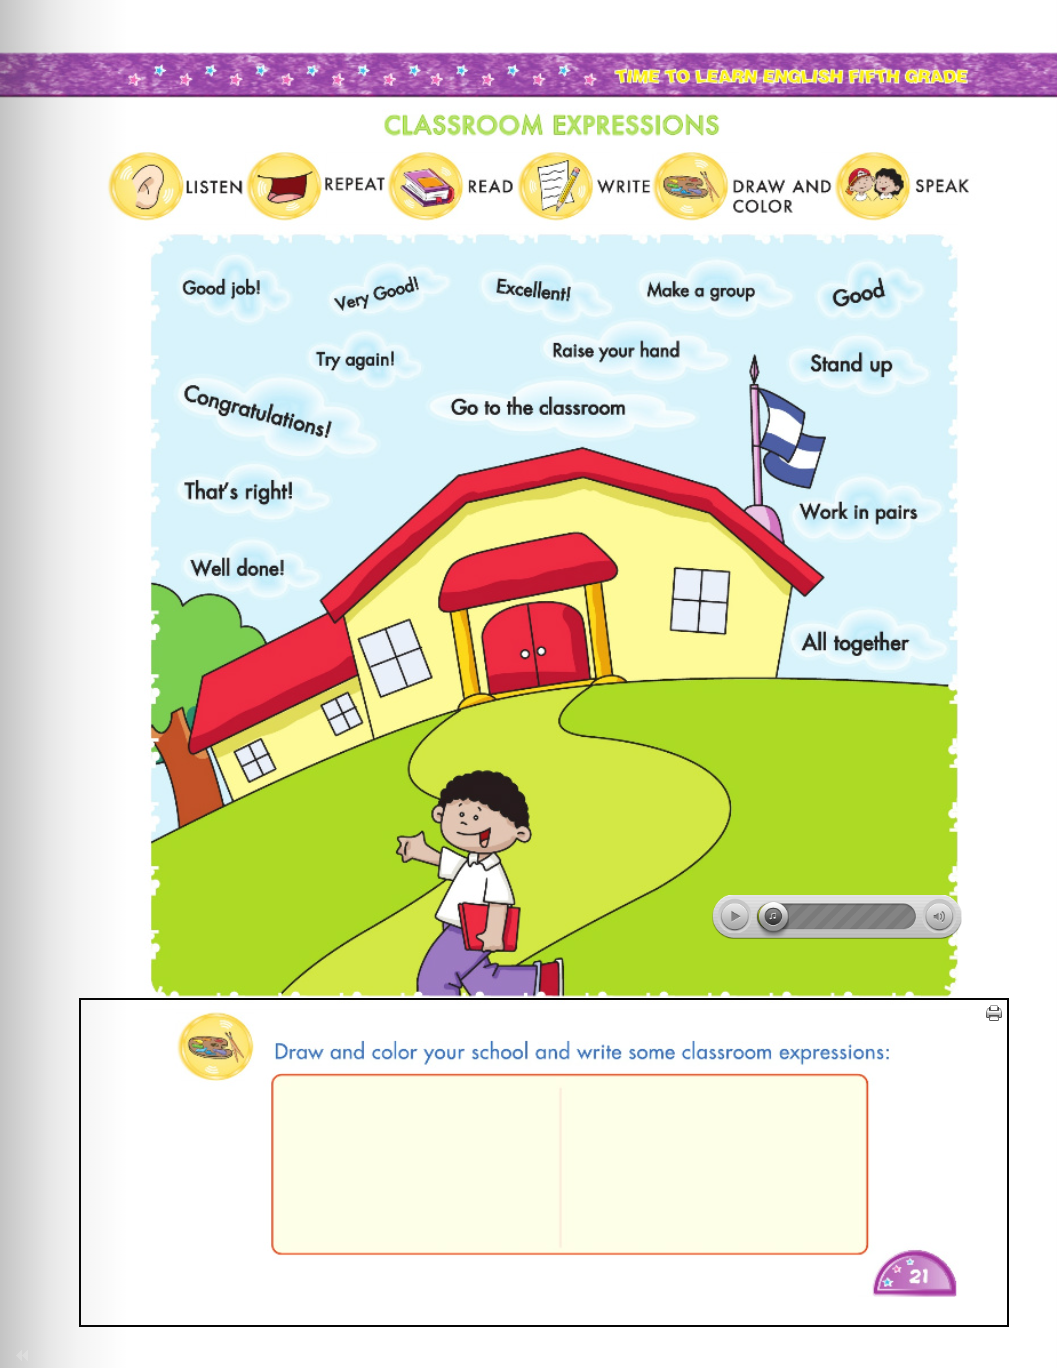 TIME TO LEARN ENGLISH FIFTH GRADE
CLASSROOM EXPRESSIONS
LISTEN
REPEAT
READ
WRITE
DRAW AND
COLOR
SPEAK
Good job!
Very Good!
Excellent!
Make a group
Good
Try again!
Raise your hand
Stand up
Congratulations!
Go to the classroom
That's right!
Work in pairs
Well done!
All together
Draw and color your school and write some classroom expressions:
21